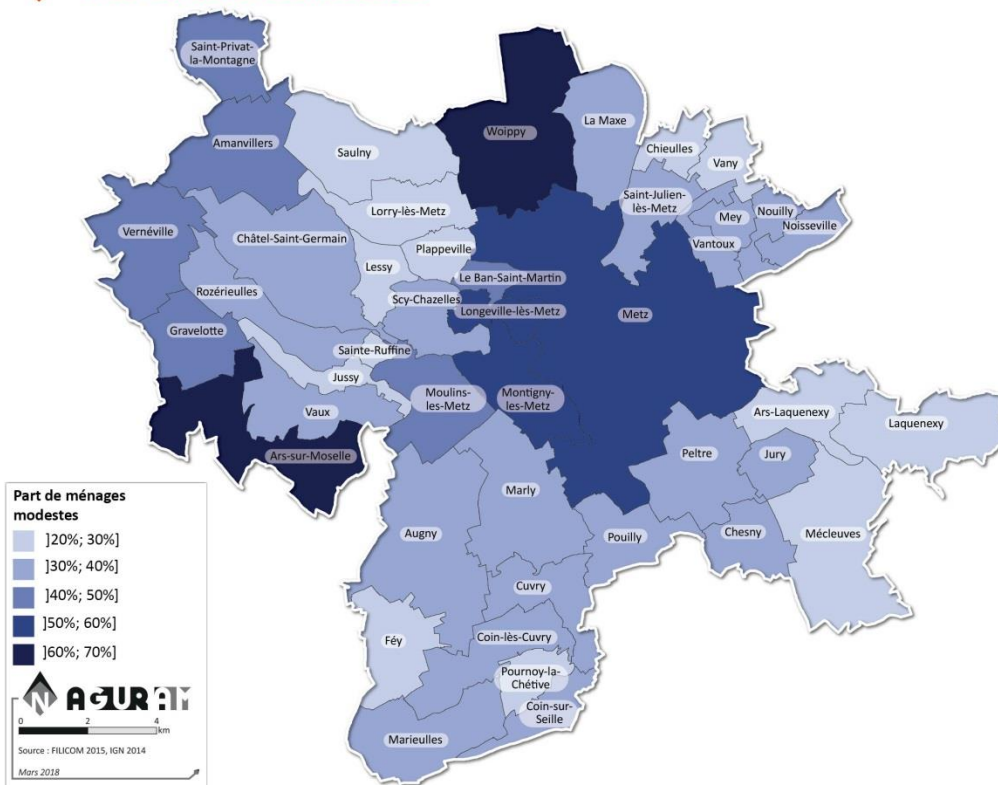 Saint-Privat-
la-Montagne
Amanvillers
Saulny
Woippy
La Maxe
Chieulles
Vany
Lorry-lès-Metz
Saint-Julien-
lès-Metz
Mey
Nouilly
Noisseville
Vernéville
Châtel-Saint-Germain
Plappeville
Vantoux
Lessy
Le Ban-Saint-Martin
Rozérieulles
Scy-Chazelles
Longeville-lès-Metz
Metz
Gravelotte
Sainte-Ruffine
Jussy
Moulins-
les-Metz
Montigny-
les-Metz
Vaux
Ars-Laquenexy
Laquenexy
Ars-sur-Moselle
Peltre
Jury
Marly
Augny
Pouilly
Chesny
Mécleuves
Cuvry
Féy
Coin-lès-Cuvry
Pournoy-la-
Chétive
Coin-sur-
Seille
Marieulles
Part de ménages
modestes
]20%; 30%]
]30%; 40%]
]40%; 50%]
]50%; 60%]
]60%; 70%]
N AGURAM
0 2 4
km
Source : FILICOM 2015, IGN 2014
Mars 2018